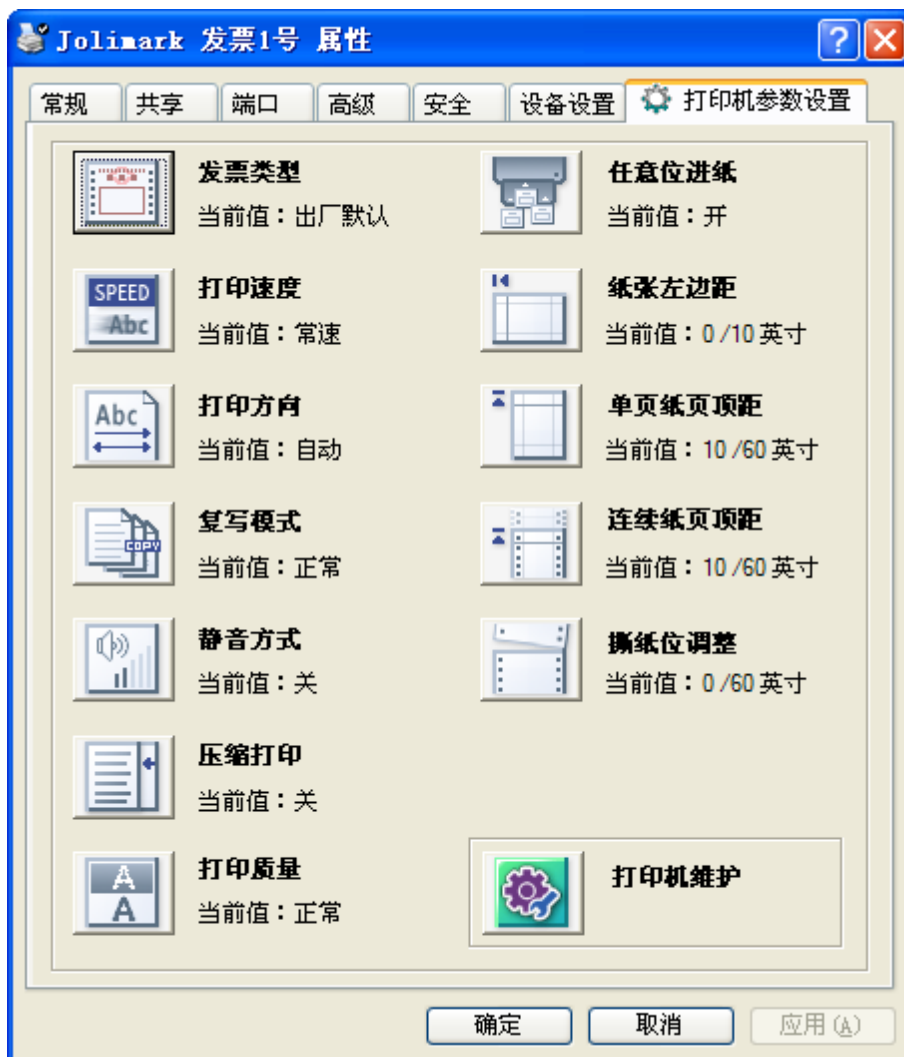 Jolimark 发票1号 属性
常规 共享 端口 高级 安全 设备设置 打印机参数设置
发票类型
当前值：出厂默认
任意位进纸
当前值：开
SPEED
Abc
打印速度
当前值：常速
纸张左边距
当前值：0 /10 英寸
Abc
打印方向
当前值：自动
单页纸页顶距
当前值：10 /60 英寸
COPY
复写模式
当前值：正常
连续纸页顶距
当前值：10 /60 英寸
静音方式
当前值：关
撕纸位调整
当前值：0 /60 英寸
压缩打印
当前值：关
A
A
打印质量
当前值：正常
打印机维护
确定 取消 应用(A)